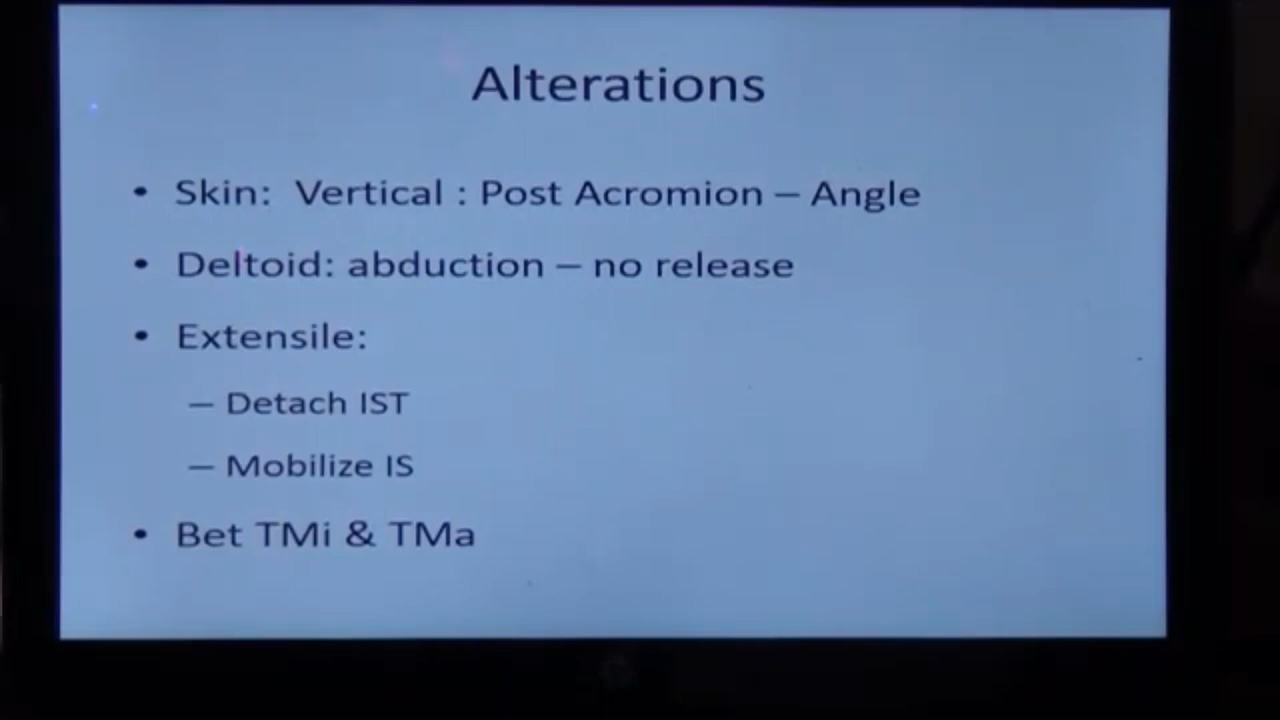 Alterations
• Skin: Vertical : Post Acromion – Angle
• Deltoid: abduction – no release
• Extensile:
– Detach IST
– Mobilize IS
• Bet TMi & TMa